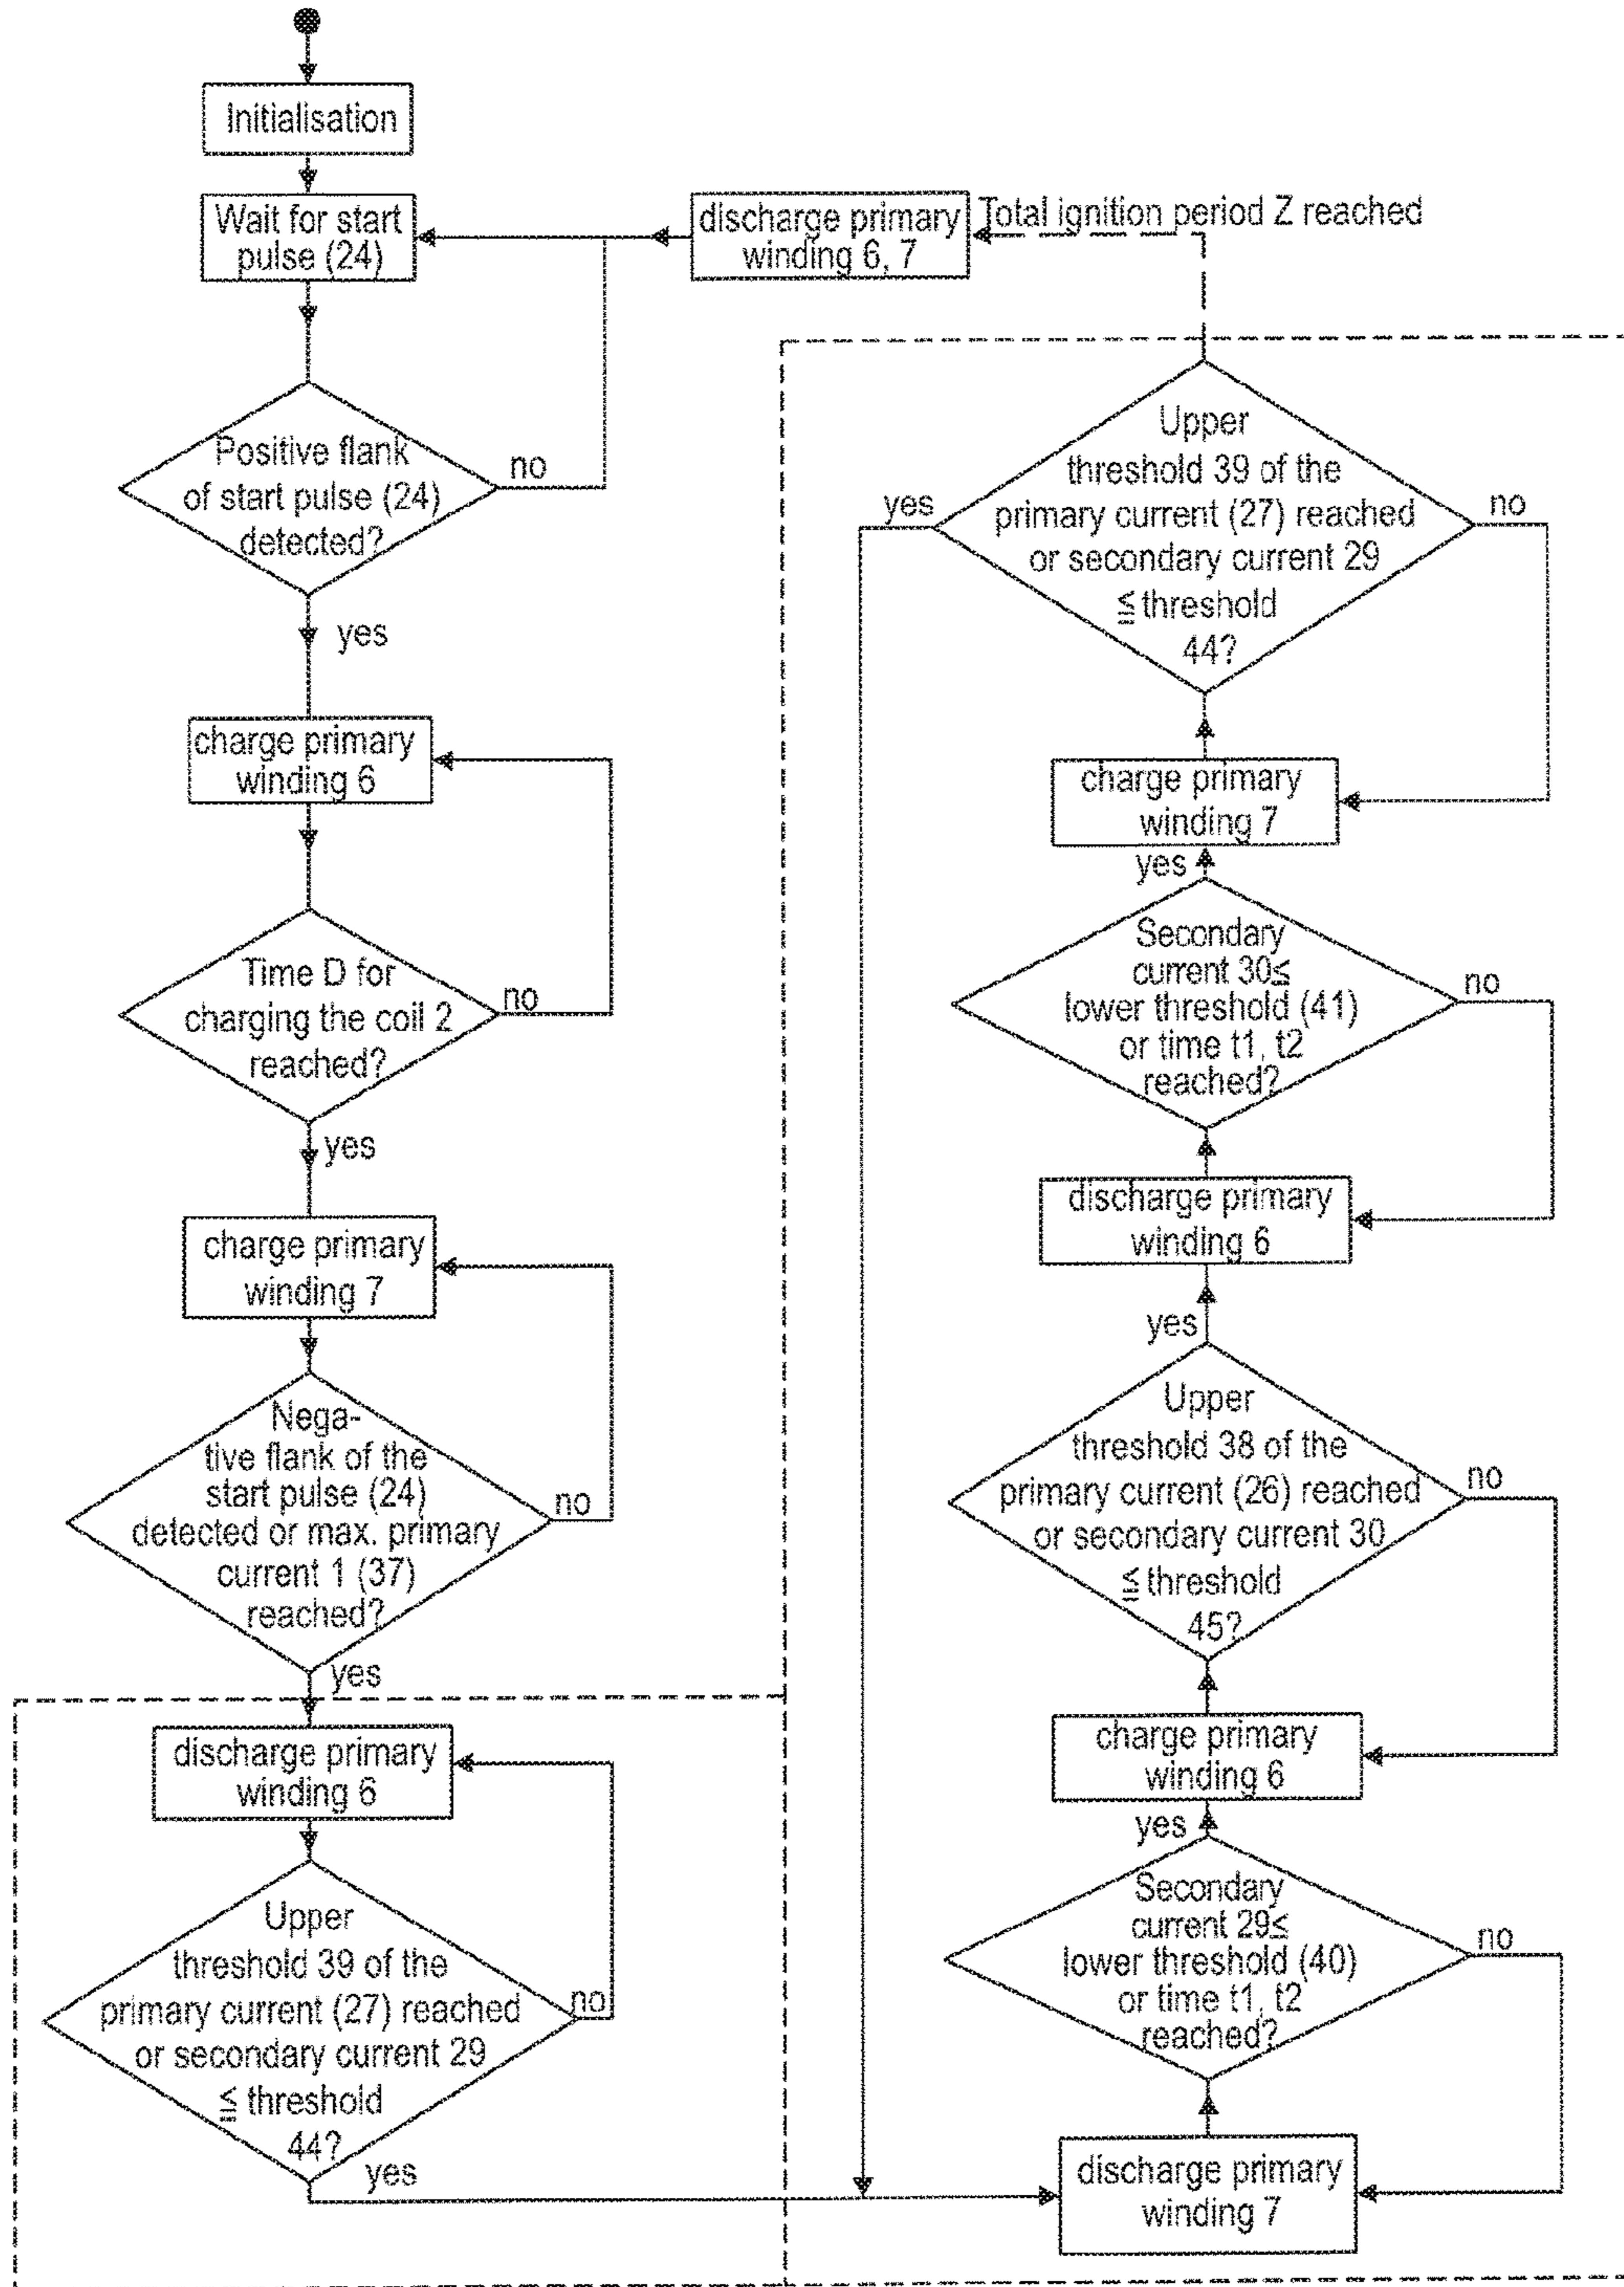 Initialisation
Wait for start
pulse (24)
Positive flank
of start pulse (24)
detected?
no
yes
charge primary
winding 6
Time D for
charging the coil 2
reached?
no
yes
charge primary
winding 7
Nega-
tive flank of the
start pulse (24)
detected or max. primary
current 1 (37)
reached?
no
yes
discharge primary
winding 6
Upper
threshold 39 of the
primary current (27) reached
or secondary current 29
≦ threshold
44?
no
yes
discharge primary
winding 6, 7
Total ignition period Z reached
Upper
threshold 39 of the
primary current (27) reached
or secondary current 29
≦ threshold
44?
yes
no
charge primary
winding 7
yes
Secondary
current 30≤
lower threshold (41)
or time t1, t2
reached?
no
discharge primary
winding 6
yes
Upper
threshold 38 of the
primary current (26) reached
or secondary current 30
≦ threshold
45?
no
charge primary
winding 6
yes
Secondary
current 29≤
lower threshold (40)
or time t1, t2
reached?
no
discharge primary
winding 7